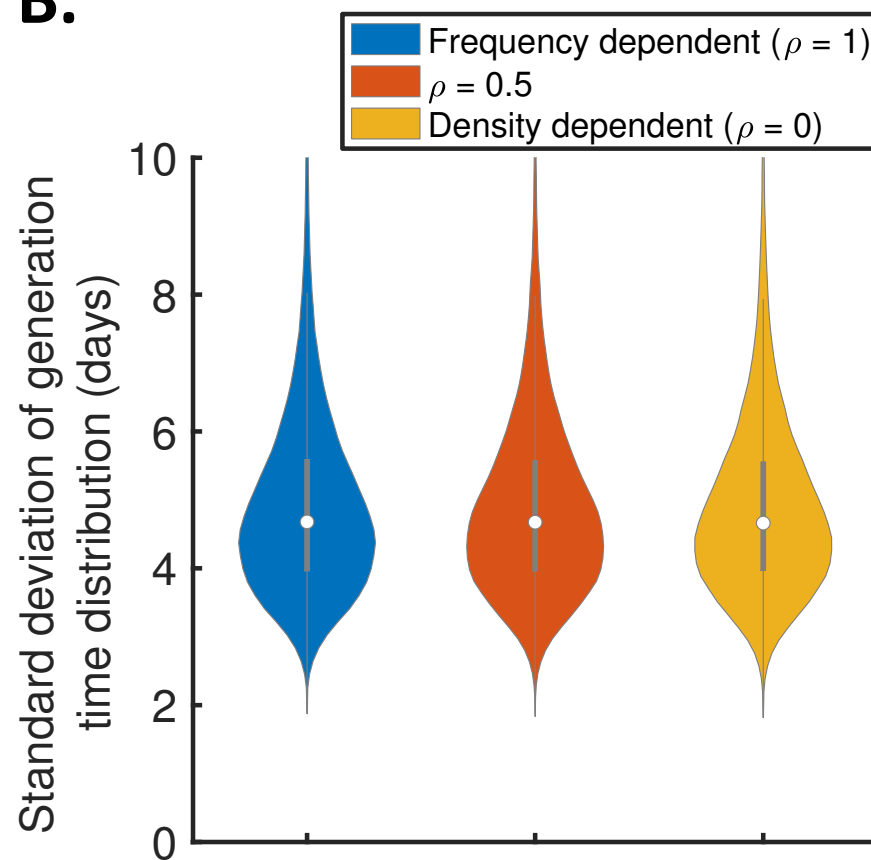 B.
Frequency dependent (ρ = 1)
ρ = 0.5
Density dependent (ρ = 0)
Standard deviation of generation
time distribution (days)
10
8
6
4
2
0